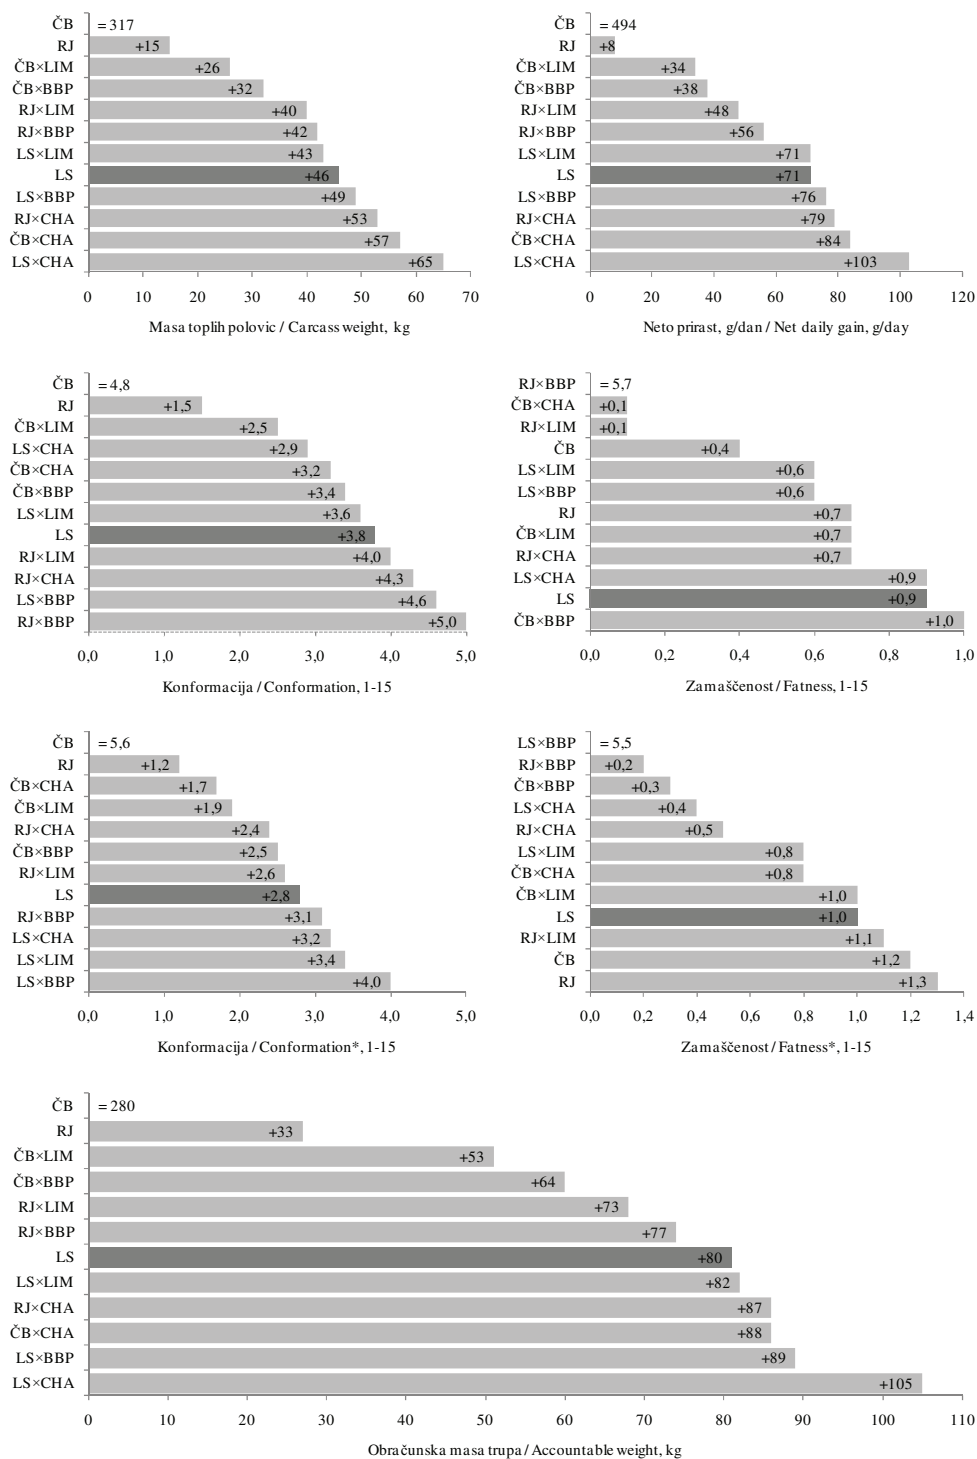 ČB = 317
RJ +15
ČB×LIM +26
ČB×BBP +32
RJ×LIM +40
RJ×BBP +42
LS×LIM +43
LS +46
LS×BBP +49
RJ×CHA +53
ČB×CHA +57
LS×CHA +65
0 10 20 30 40 50 60 70
Masa toplih polovic / Carcass weight, kg
ČB = 494
RJ +8
ČB×LIM +34
ČB×BBP +38
RJ×LIM +48
RJ×BBP +56
LS×LIM +71
LS +71
LS×BBP +76
RJ×CHA +79
ČB×CHA +84
LS×CHA +103
0 20 40 60 80 100 120
Neto prirast, g/dan / Net daily gain, g/day
ČB = 4,8
RJ +1,5
ČB×LIM +2,5
LS×CHA +2,9
ČB×CHA +3,2
ČB×BBP +3,4
LS×LIM +3,6
LS +3,8
RJ×LIM +4,0
RJ×CHA +4,3
LS×BBP +4,6
RJ×BBP +5,0
0,0 1,0 2,0 3,0 4,0 5,0
Konformacija / Conformation, 1-15
RJ×BBP = 5,7
ČB×CHA +0,1
RJ×LIM +0,1
ČB +0,4
LS×LIM +0,6
LS×BBP +0,6
RJ +0,7
ČB×LIM +0,7
RJ×CHA +0,7
LS×CHA +0,9
LS +0,9
ČB×BBP +1,0
0,0 0,2 0,4 0,6 0,8 1,0
Zamaščenost / Fatness, 1-15
ČB = 5,6
RJ +1,2
ČB×CHA +1,7
ČB×LIM +1,9
RJ×CHA +2,4
ČB×BBP +2,5
RJ×LIM +2,6
LS +2,8
RJ×BBP +3,1
LS×CHA +3,2
LS×LIM +3,4
LS×BBP +4,0
0,0 1,0 2,0 3,0 4,0 5,0
Konformacija / Conformation*, 1-15
LS×BBP = 5,5
RJ×BBP +0,2
ČB×BBP +0,3
LS×CHA +0,4
RJ×CHA +0,5
LS×LIM +0,8
ČB×CHA +0,8
ČB×LIM +1,0
LS +1,0
RJ×LIM +1,1
ČB +1,2
RJ +1,3
0,0 0,2 0,4 0,6 0,8 1,0 1,2 1,4
Zamaščenost / Fatness*, 1-15
ČB = 280
RJ +33
ČB×LIM +53
ČB×BBP +64
RJ×LIM +73
RJ×BBP +77
LS +80
LS×LIM +82
RJ×CHA +87
ČB×CHA +88
LS×BBP +89
LS×CHA +105
0 10 20 30 40 50 60 70 80 90 100 110
Obračunska masa trupa / Accountable weight, kg